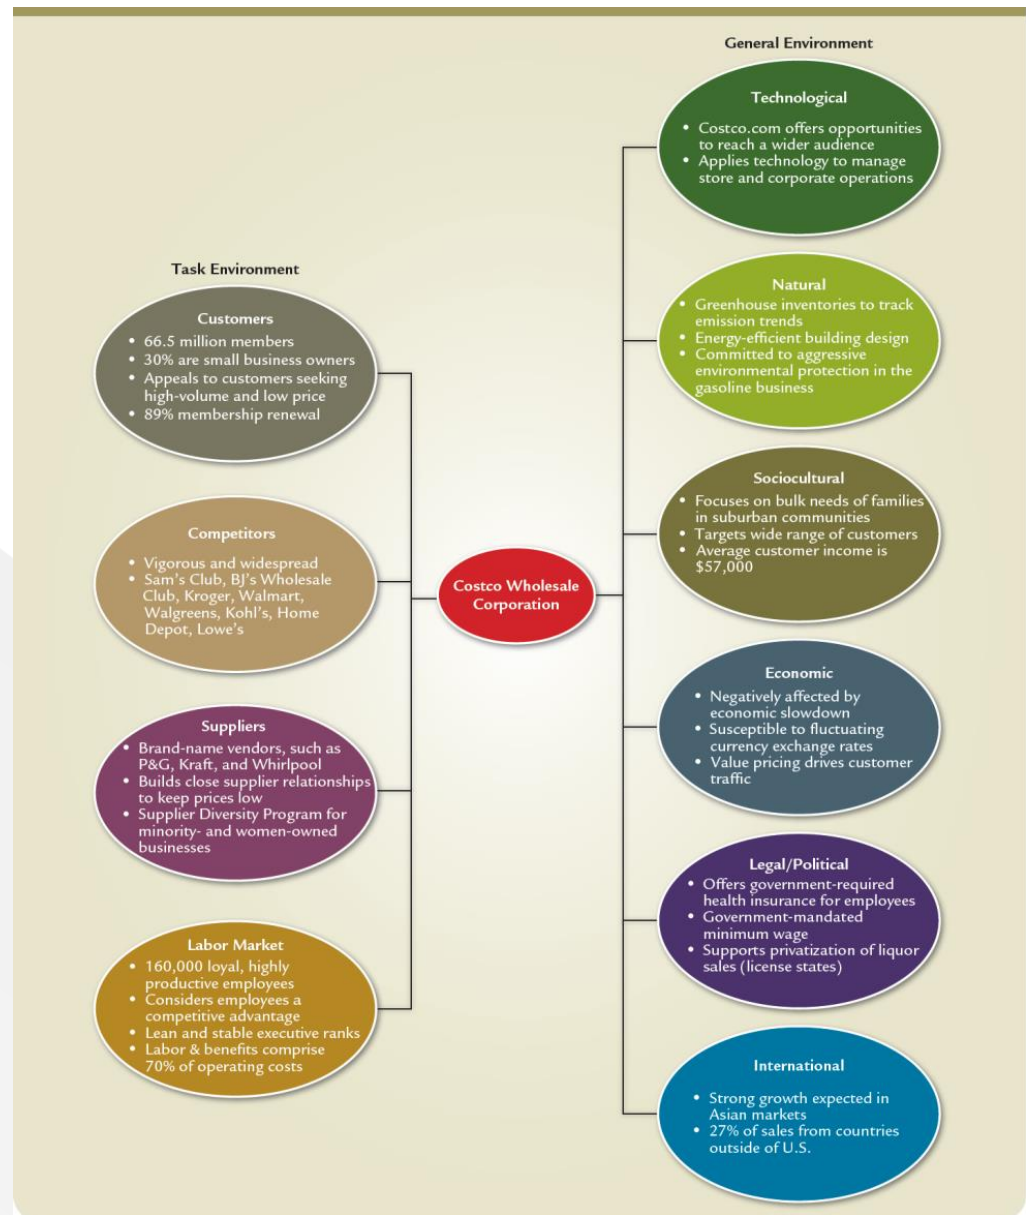 General Environment
Technological
• Costco.com offers opportunities
to reach a wider audience
• Applies technology to manage
store and corporate operations
Natural
• Greenhouse inventories to track
emission trends
• Energy-efficient building design
• Committed to aggressive
environmental protection in the
gasoline business
Sociocultural
• Focuses on bulk needs of families
in suburban communities
• Targets wide range of customers
• Average customer income is
$57,000
Economic
• Negatively affected by
economic slowdown
• Susceptible to fluctuating
currency exchange rates
• Value pricing drives customer
traffic
Legal/Political
• Offers government-required
health insurance for employees
• Government-mandated
minimum wage
• Supports privatization of liquor
sales (license states)
International
• Strong growth expected in
Asian markets
• 27% of sales from countries
outside of U.S.
Task Environment
Customers
• 66.5 million members
• 30% are small business owners
• Appeals to customers seeking
high-volume and low price
• 89% membership renewal
Competitors
• Vigorous and widespread
• Sam's Club, BJ's Wholesale
Club, Kroger, Walmart,
Walgreens, Kohl's, Home
Depot, Lowe's
Suppliers
• Brand-name vendors, such as
P&G, Kraft, and Whirlpool
• Builds close supplier relationships
to keep prices low
• Supplier Diversity Program for
minority- and women-owned
businesses
Labor Market
• 160,000 loyal, highly
productive employees
• Considers employees a
competitive advantage
• Lean and stable executive ranks
• Labor & benefits comprise
70% of operating costs
Costco Wholesale
Corporation